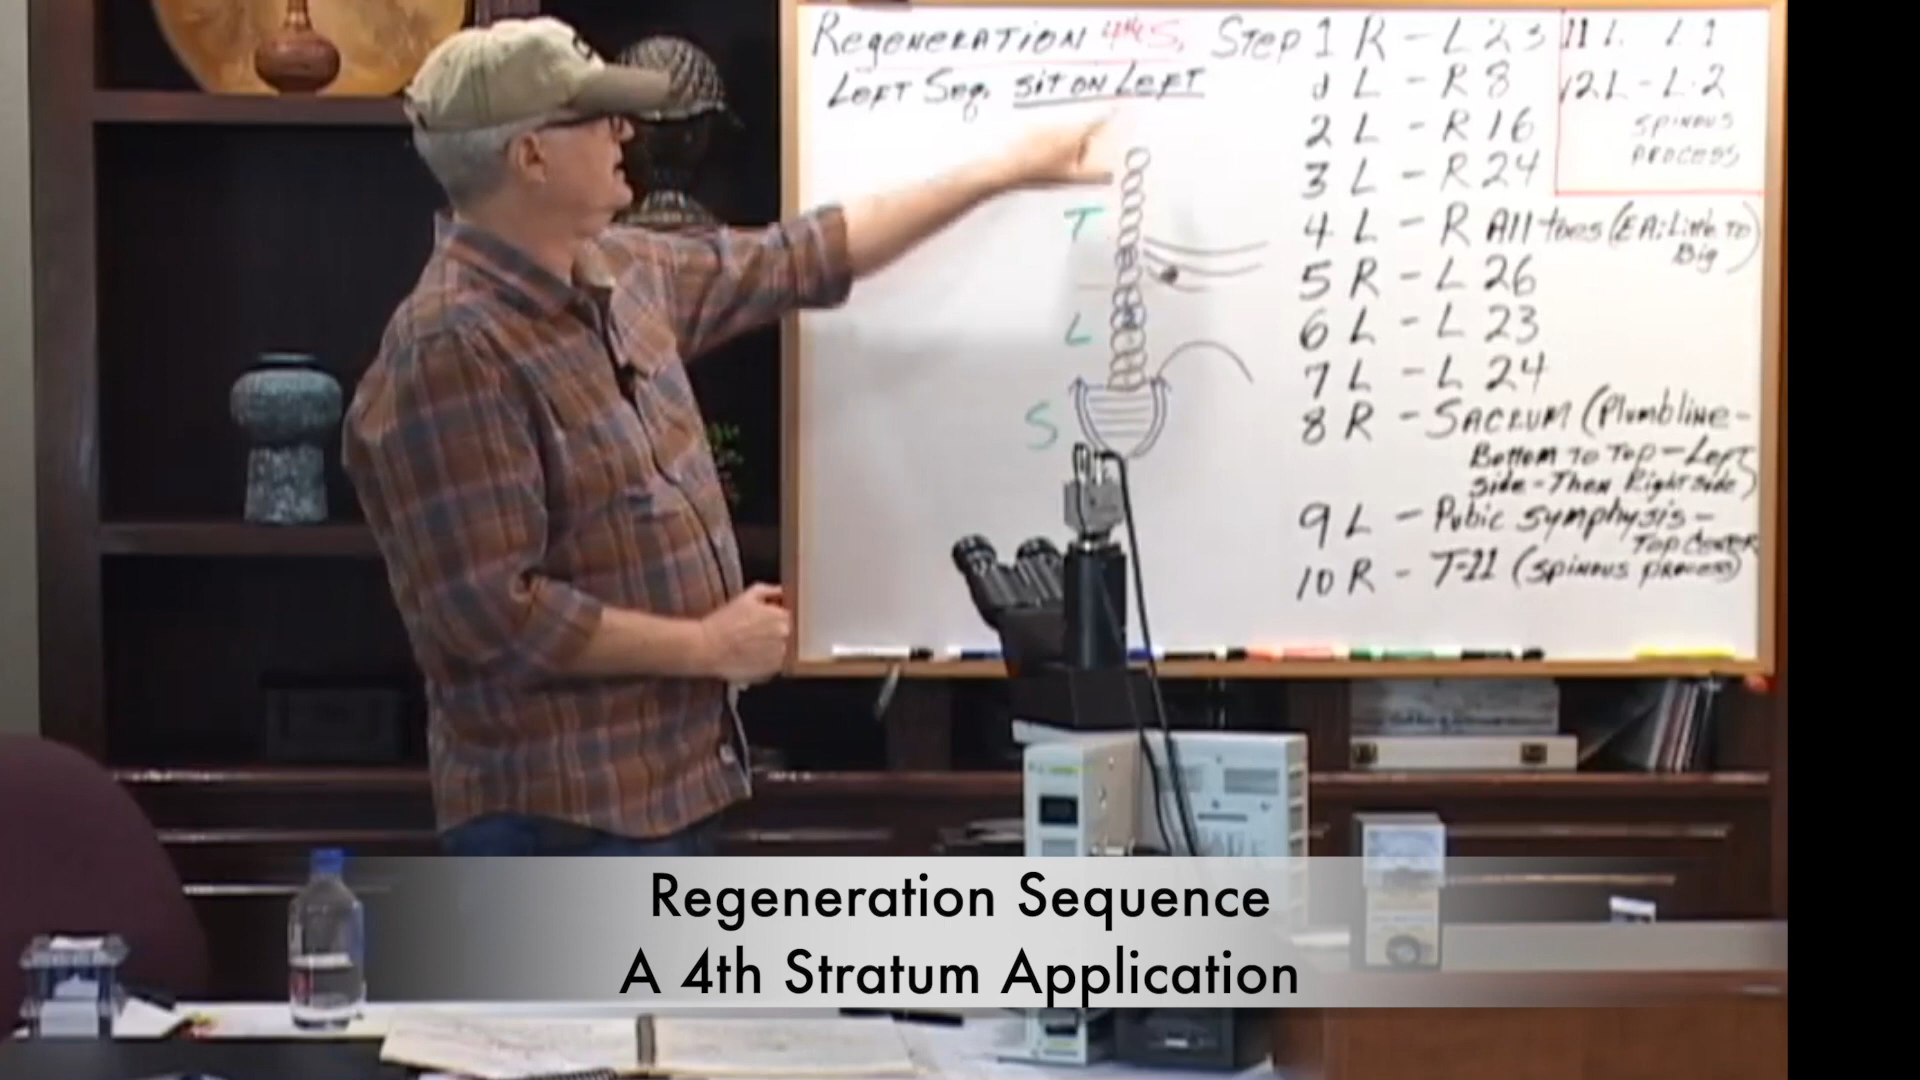 Regeneration 4th S. Step 1 R - L 23
Left Seq. Sit on Left
1 L - R 8
2 L - R 16
3 L - R 24
4 L - R All toes (EA: Little to Big)
5 R - L 26
6 L - L 23
7 L - L 24
8 R - Sacrum (Plumbline -
Bottom to Top - Left
Side - Then Right side)
9 L - Pubic symphysis -
Top Center
10 R - T-11 (spinous process)
11 L L 1
12 L - L-2
Spinous
Process
T
L
S
Regeneration Sequence
A 4th Stratum Application